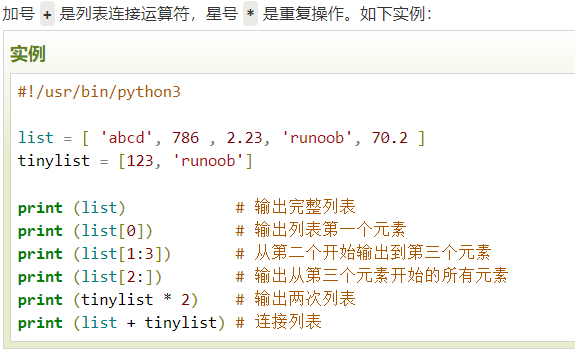 加号 + 是列表连接运算符，星号 * 是重复操作。如下实例：
实例
#!/usr/bin/python3
list = [ 'abcd', 786 , 2.23, 'runoob', 70.2 ]
tinylist = [123, 'runoob']
print (list)            # 输出完整列表
print (list[0])         # 输出列表第一个元素
print (list[1:3])       # 从第二个开始输出到第三个元素
print (list[2:])        # 输出从第三个元素开始的所有元素
print (tinylist * 2)    # 输出两次列表
print (list + tinylist) # 连接列表